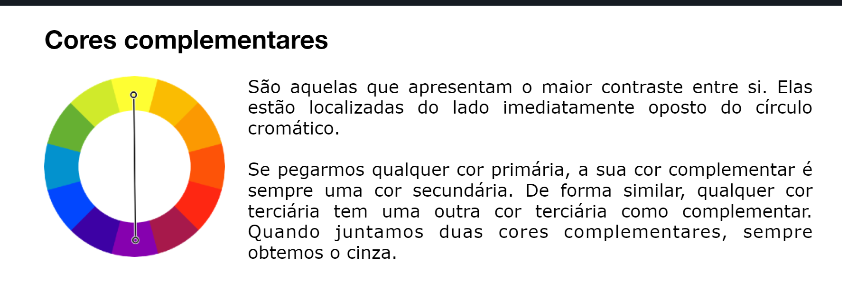 Cores complementares
São aquelas que apresentam o maior contraste entre si. Elas
estão localizadas do lado imediatamente oposto do círculo
cromático.
Se pegarmos qualquer cor primária, a sua cor complementar é
sempre uma cor secundária. De forma similar, qualquer cor
terciária tem uma outra cor terciária como complementar.
Quando juntamos duas cores complementares, sempre
obtemos o cinza.